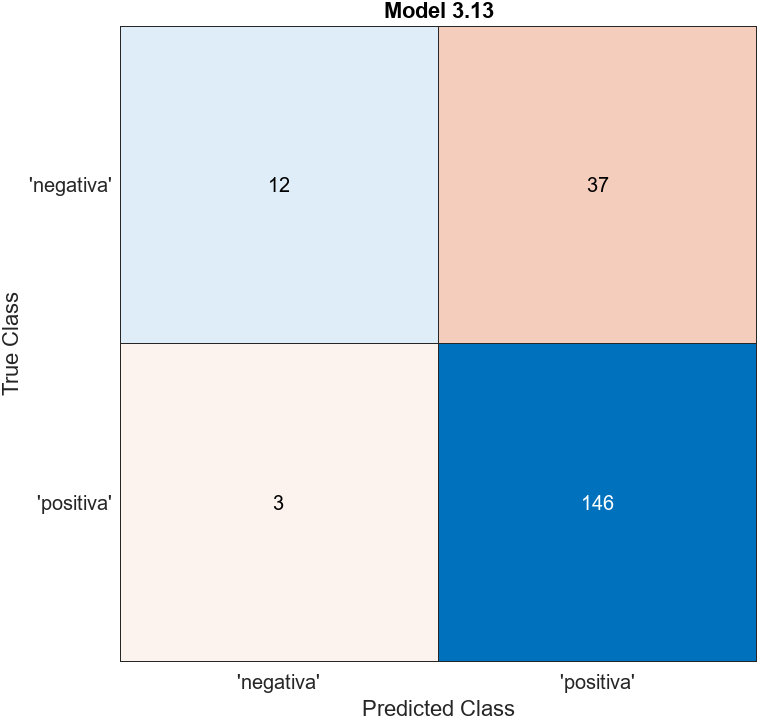 Model 3.13
'negativa'
12
37
True Class
'positiva'
3
146
'negativa'
'positiva'
Predicted Class